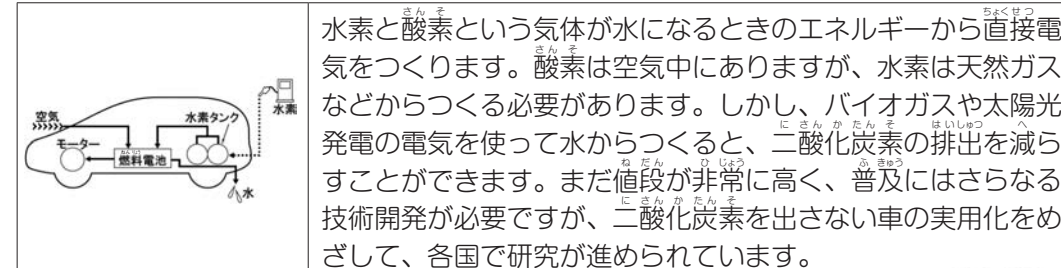 空気
水素タンク
水素
モーター
ねんりょう
燃料電池
水
水素と酸素という気体が水になるときのエネルギーから直接電
気をつくります。酸素は空気中にありますが、水素は天然ガス
などからつくる必要があります。しかし、バイオガスや太陽光
発電の電気を使って水からつくると、二酸化炭素の排出を減ら
すことができます。まだ値段が非常に高く、普及にはさらなる
技術開発が必要ですが、二酸化炭素を出さない車の実用化をめ
ざして、各国で研究が進められています。